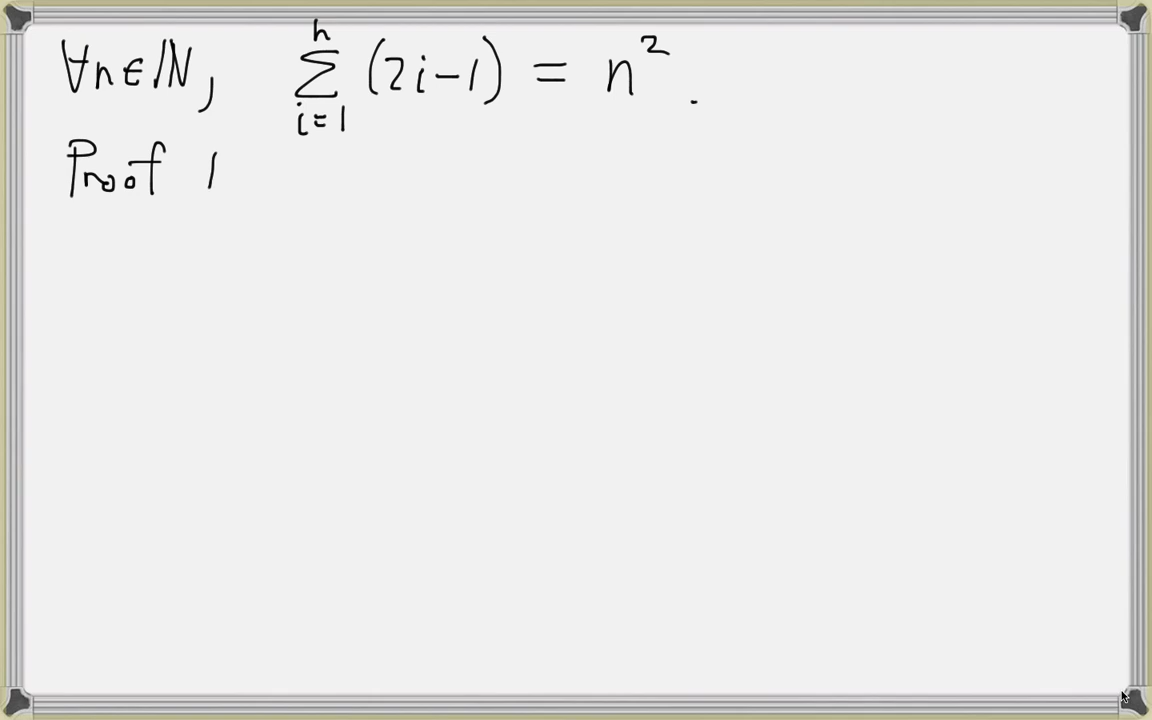 ∀n∈ℕ, ∑_{i=1}^{n} (2i-1) = n².
Proof 1